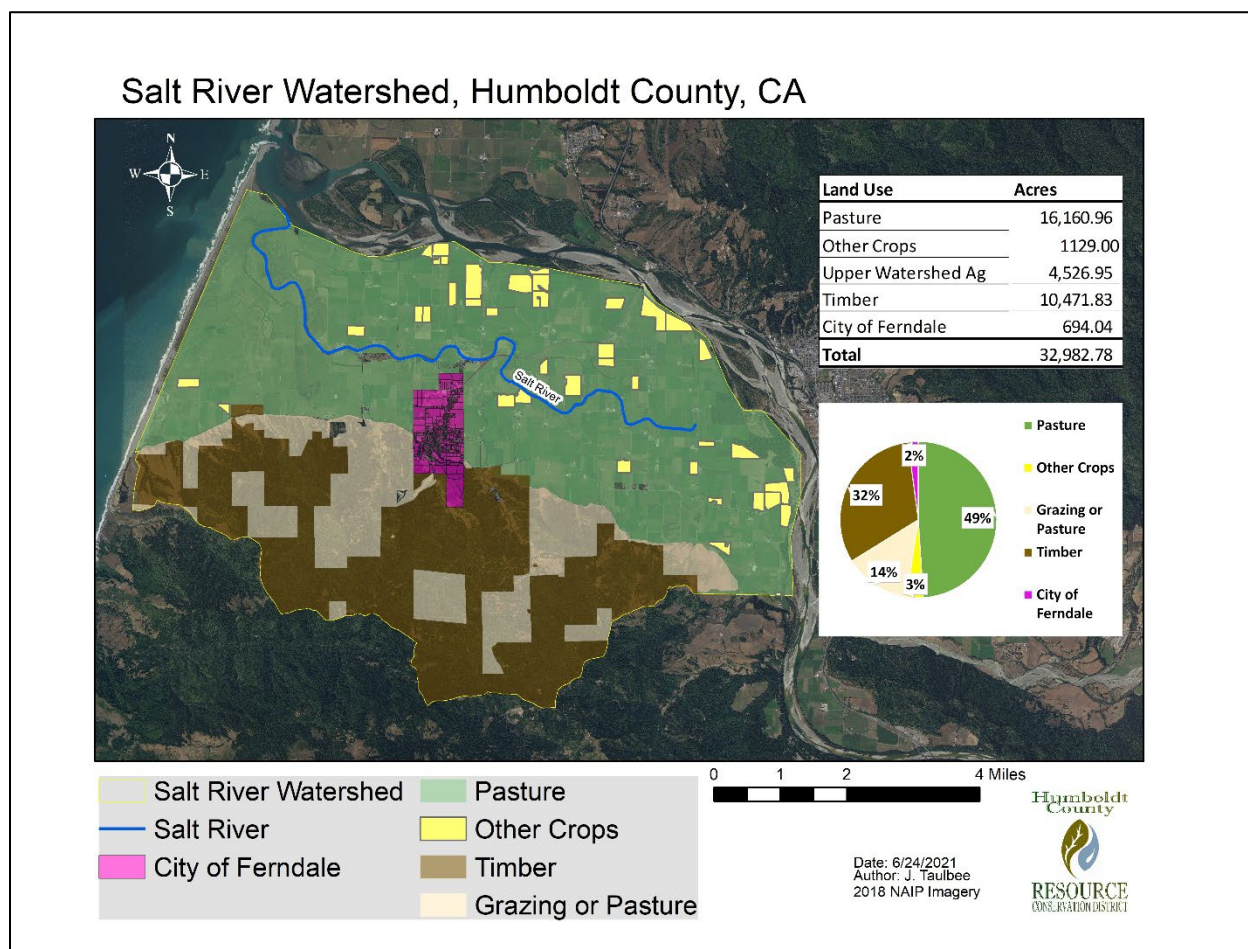 Salt River Watershed, Humboldt County, CA
N
W E
S
Salt River
Land Use Acres
Pasture 16,160.96
Other Crops 1129.00
Upper Watershed Ag 4,526.95
Timber 10,471.83
City of Ferndale 694.04
Total 32,982.78
2%
32%
49%
14%
3%
Pasture
Other Crops
Grazing or
Pasture
Timber
City of
Ferndale
Salt River Watershed
Salt River
City of Ferndale
Pasture
Other Crops
Timber
Grazing or Pasture
0 1 2 4 Miles
Date: 6/24/2021
Author: J. Taulbee
2018 NAIP Imagery
Humboldt
County
RESOURCE
CONSERVATION DISTRICT